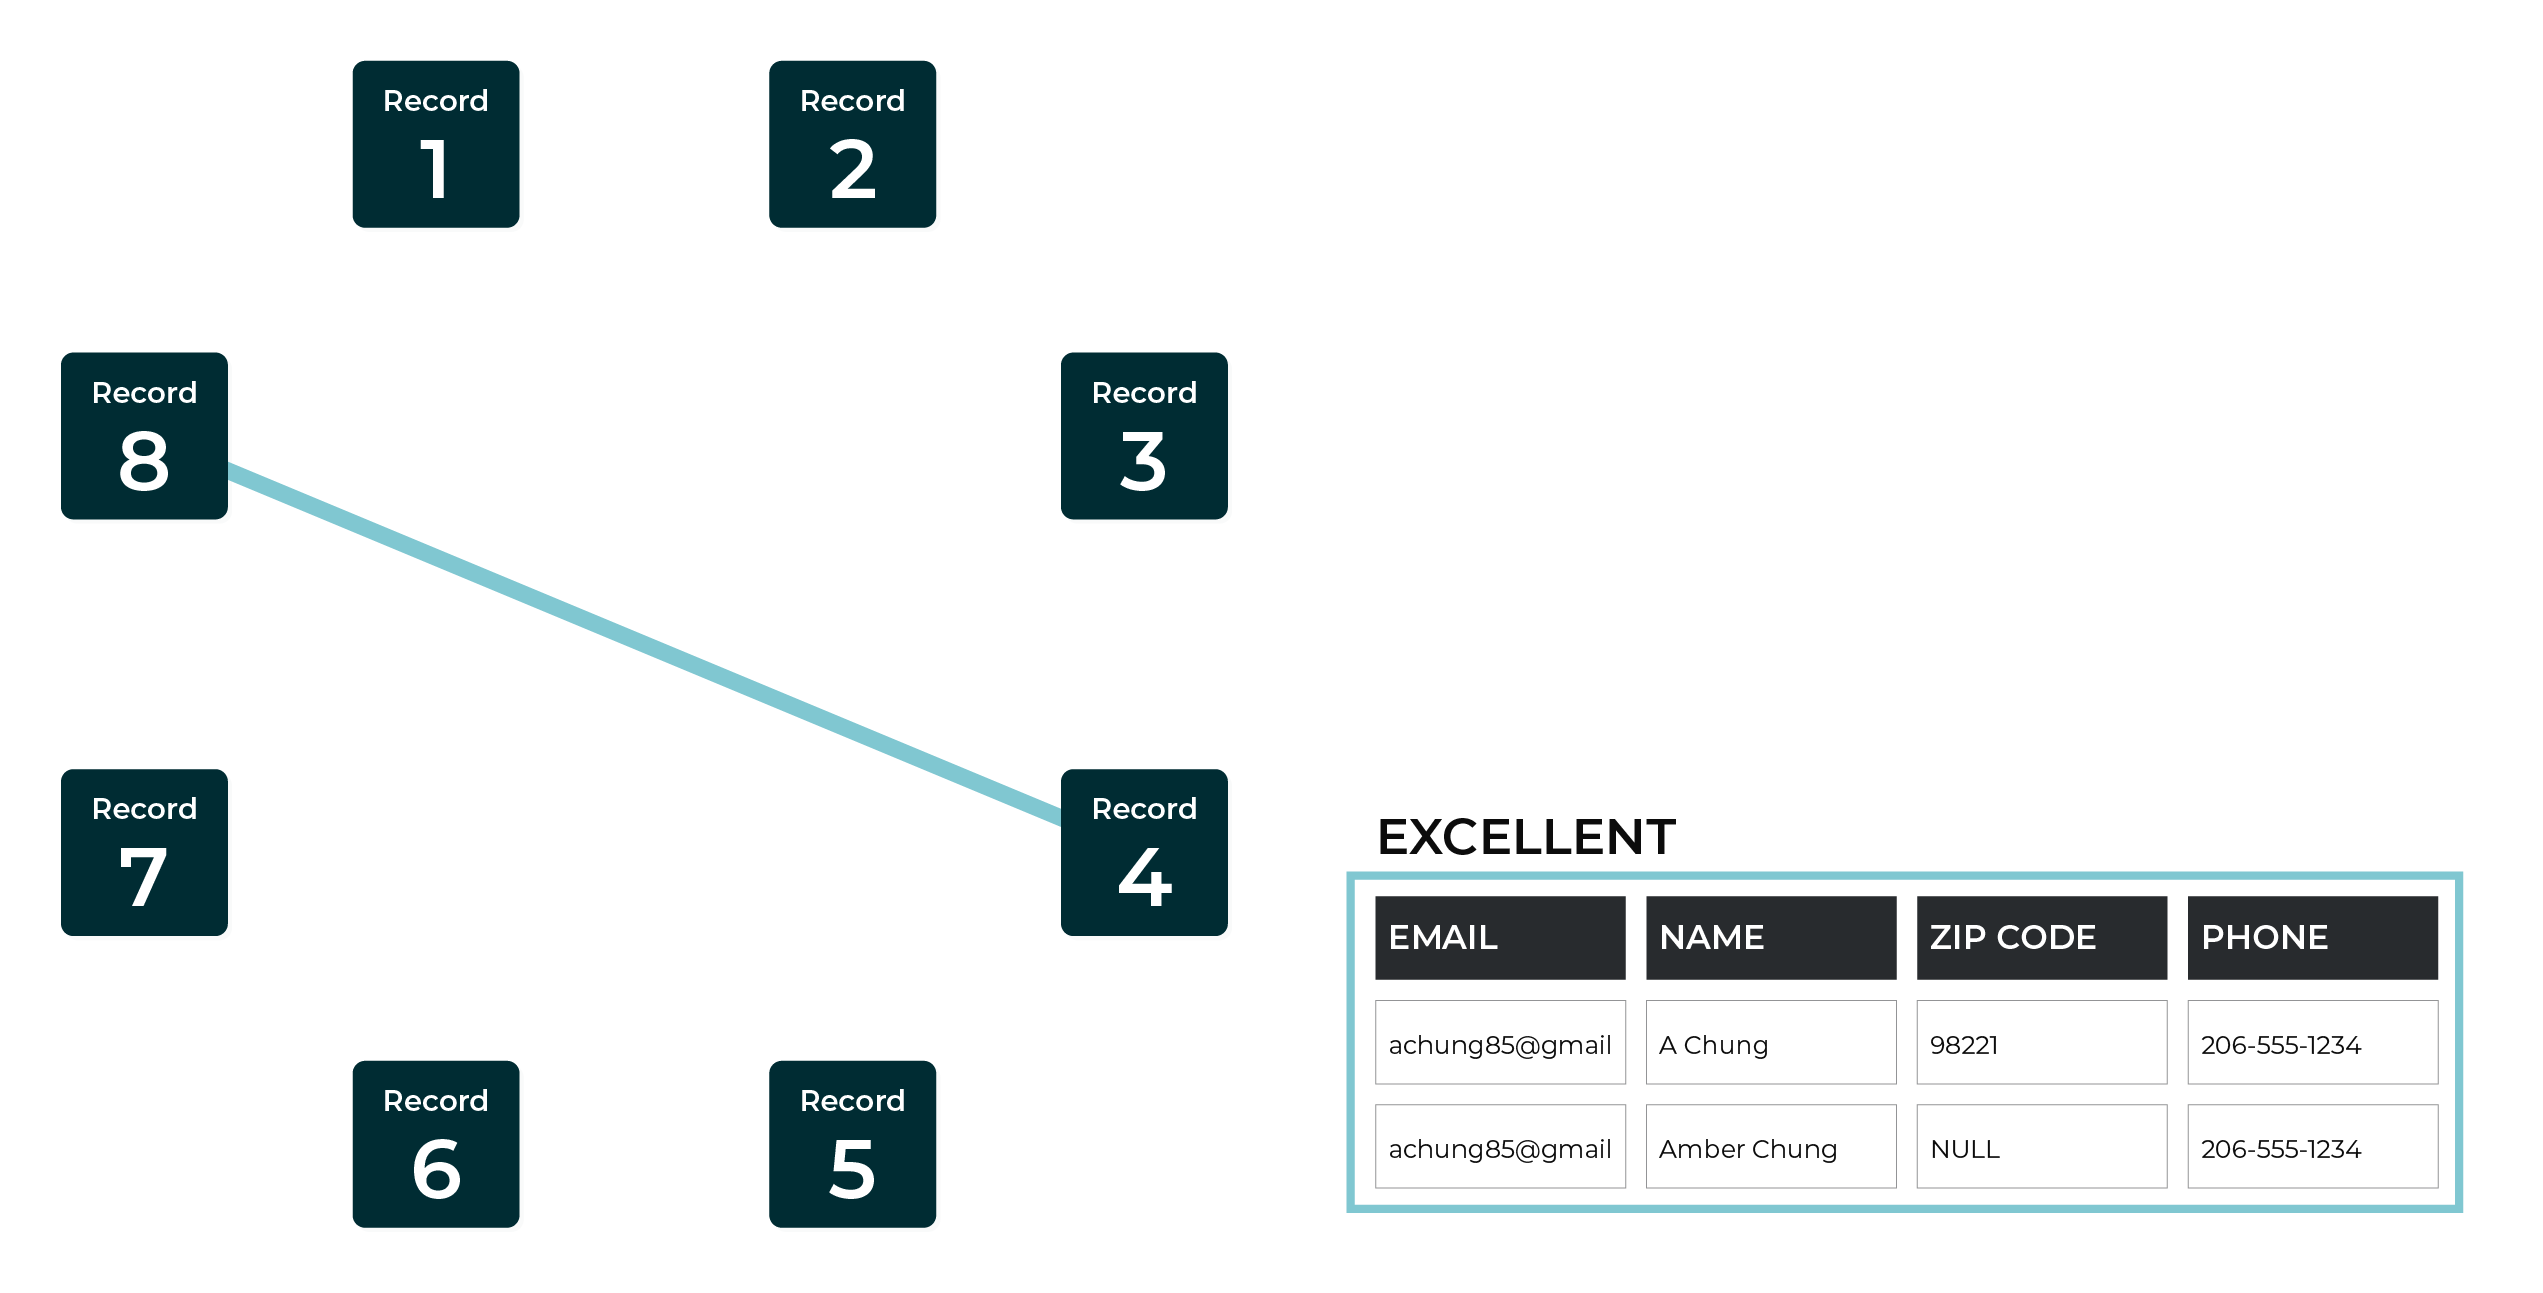 Record
1
Record
2
Record
8
Record
3
Record
7
Record
4
Record
6
Record
5
EXCELLENT
EMAIL NAME ZIP CODE PHONE
achung85@gmail A Chung 98221 206-555-1234
achung85@gmail Amber Chung NULL 206-555-1234